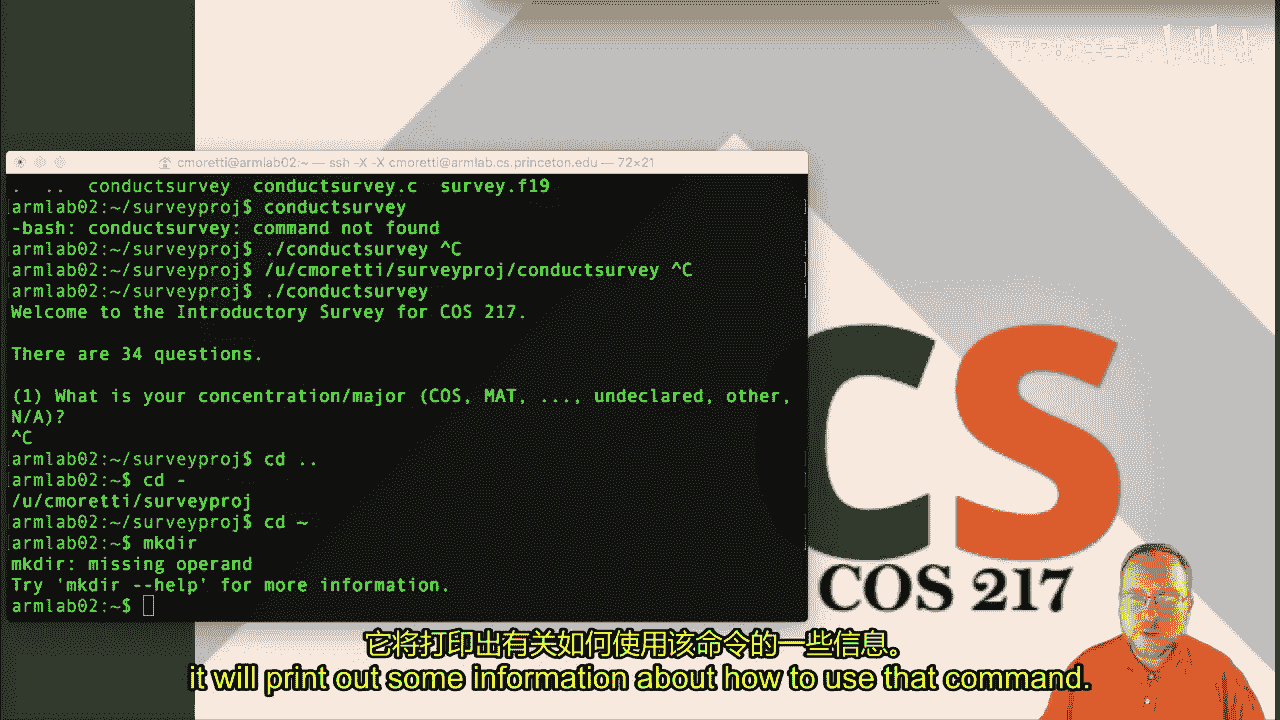 cmoretti@armlab02:~ — ssh -X -X cmoretti@armlab.cs.princeton.edu — 72×21
.  ..  conductsurvey  conductsurvey.c  survey.f19
armlab02:~/surveyproj$ conductsurvey
-bash: conductsurvey: command not found
armlab02:~/surveyproj$ ./conductsurvey ^C
armlab02:~/surveyproj$ /u/cmoretti/surveyproj/conductsurvey ^C
armlab02:~/surveyproj$ ./conductsurvey
Welcome to the Introductory Survey for COS 217.
There are 34 questions.
(1) What is your concentration/major (COS, MAT, ..., undeclared, other,
N/A)?
^C
armlab02:~/surveyproj$ cd ..
armlab02:~$ cd -
/u/cmoretti/surveyproj
armlab02:~/surveyproj$ cd ~
armlab02:~$ mkdir
mkdir: missing operand
Try 'mkdir --help' for more information.
armlab02:~$
CS
COS 217
它将打印出有关如何使用该命令的一些信息。
it will print out some information about how to use that command.